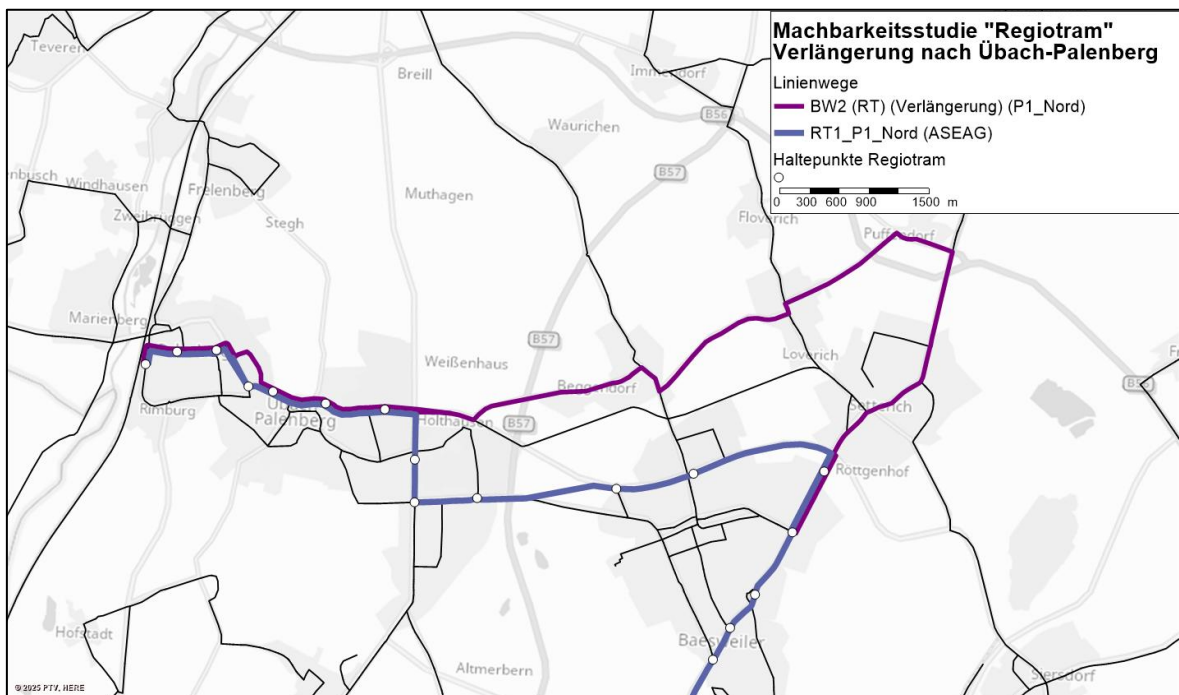 Machbarkeitsstudie "Regiotram"
Verlängerung nach Übach-Palenberg
Linienwege
BW2 (RT) (Verlängerung) (P1_Nord)
RT1_P1_Nord (ASEAG)
Haltepunkte Regiotram
0 300 600 900 1500 m
Teveren
Breill
Immendorf
B56
Waurichen
B57
Windhausen
Frelenberg
Muthagen
Zweibrüggen
Stegh
Floverich
Puffendorf
Marienberg
B57
Weißenhaus
Loverich
Beggendorf
Rimburg
Palenberg
Holthausen
B57
Setterich
Röttgenhof
Hofstadt
Baesweiler
Altmerbern
Siersdorf
© 2025 PTV, HERE